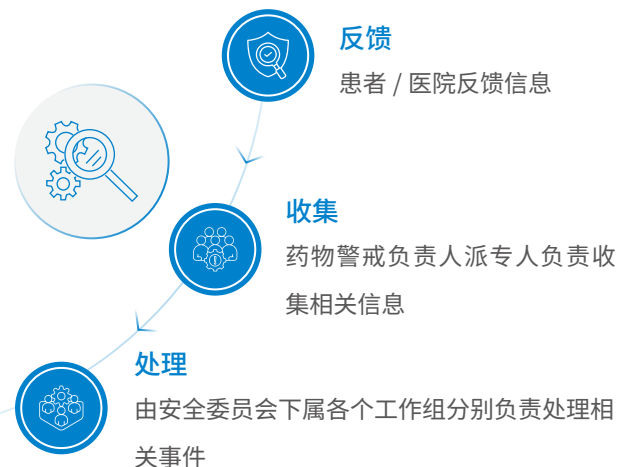 反馈
患者 / 医院反馈信息
收集
药物警戒负责人派专人负责收
集相关信息
处理
由安全委员会下属各个工作组分别负责处理相
关事件